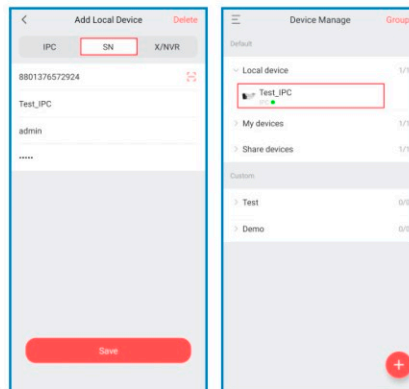 Add Local Device Delete
IPC SN X/NVR
8801376572924
Test_IPC
admin
•••••
Save
Device Manage Group
Default
Local device 1/1
Test_IPC
IPC
My devices 1/1
Share devices 1/1
Custom
Test 0/0
Demo 0/0
+